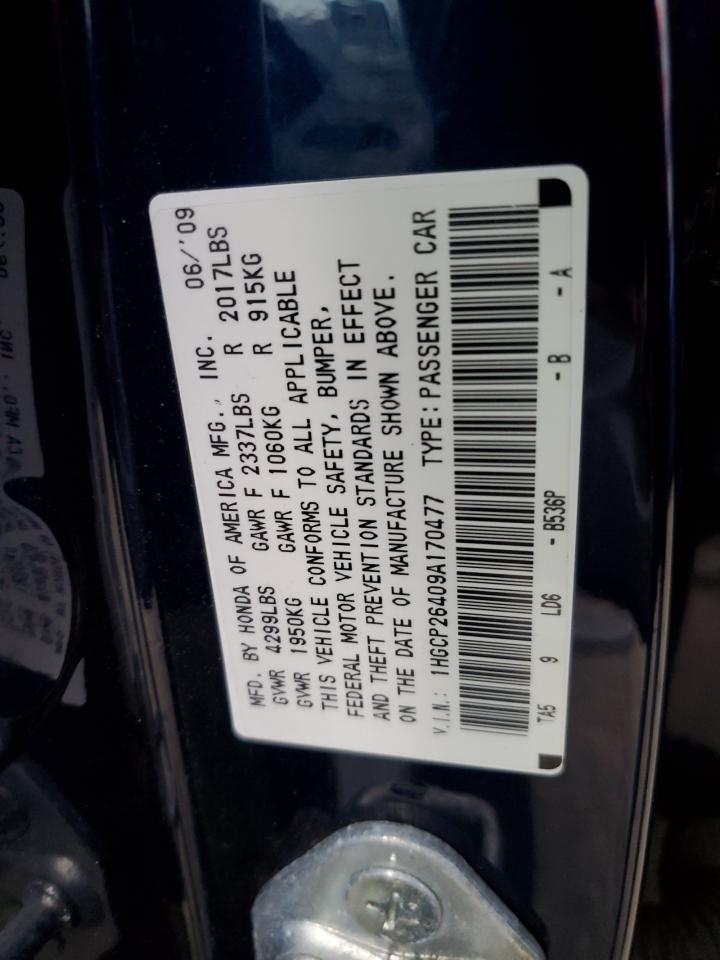 MFD. BY HONDA OF AMERICA MFG., INC. 06/'09
GVWR 4299LBS GAWR F 2337LBS R 2017LBS
GVWR 1950KG GAWR F 1060KG R 915KG
THIS VEHICLE CONFORMS TO ALL APPLICABLE
FEDERAL MOTOR VEHICLE SAFETY, BUMPER,
AND THEFT PREVENTION STANDARDS IN EFFECT
ON THE DATE OF MANUFACTURE SHOWN ABOVE.
V.I.N.: 1HGCP26409A170477 TYPE: PASSENGER CAR
TA5 9 LD6 - B536P - B - A